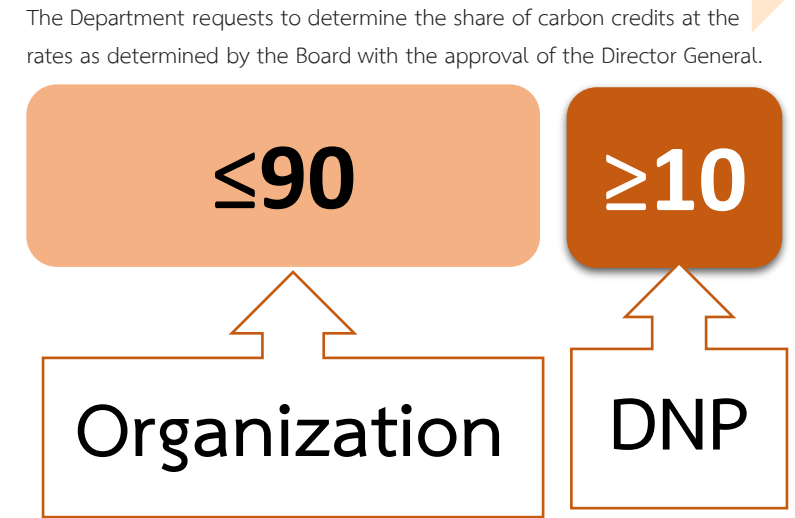 The Department requests to determine the share of carbon credits at the
rates as determined by the Board with the approval of the Director General.
≤90
≥10
Organization
DNP